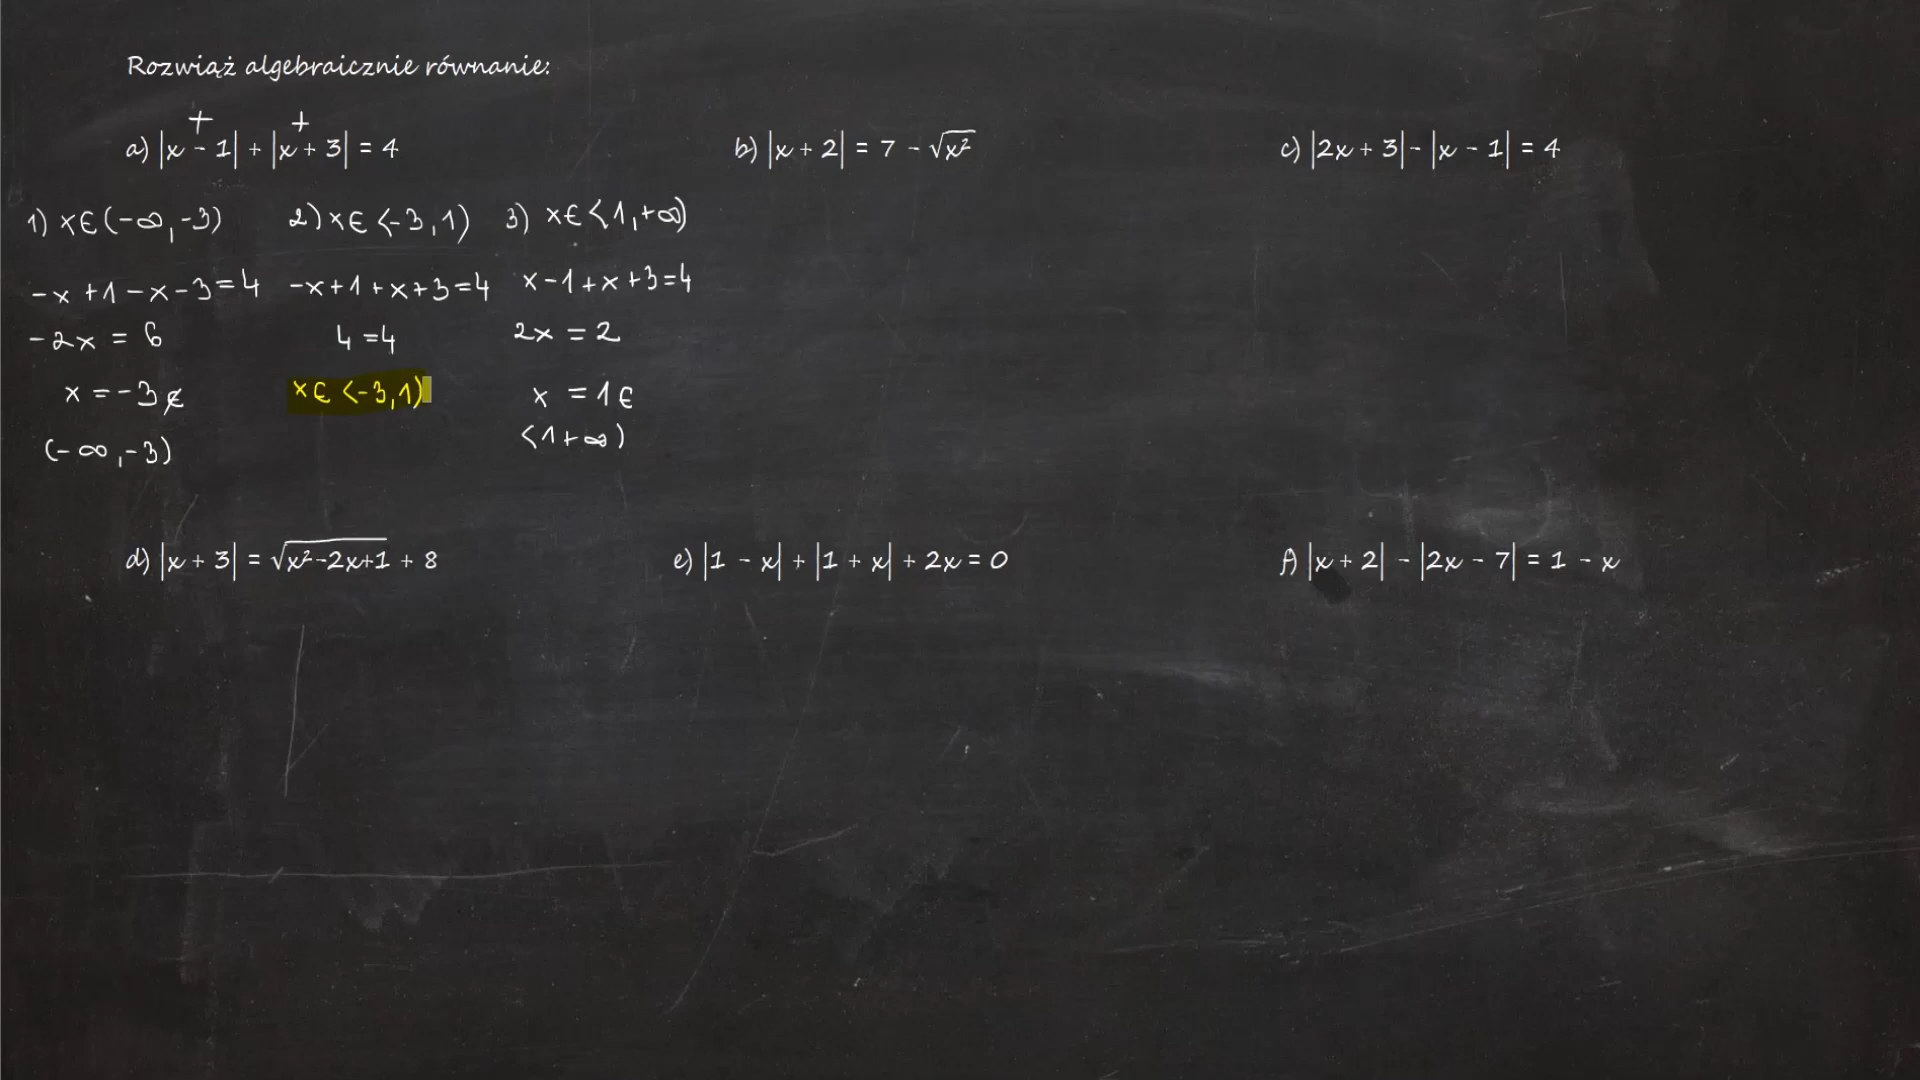 Rozwiąż algebraicznie równanie:
+ +
a) |x - 1| + |x + 3| = 4
b) |x + 2| = 7 - √x²
c) |2x + 3| - |x - 1| = 4
1) x∈(-∞,-3) 2) x∈<-3,1) 3) x∈<1,+∞)
-x+1-x-3=4 -x+1+x+3=4 x-1+x+3=4
-2x = 6 4=4 2x = 2
x = -3 ∉ x∈<-3,1) x = 1 ∈
(-∞,-3) <1+∞)
d) |x + 3| = √x²-2x+1 + 8
e) |1 - x| + |1 + x| + 2x = 0
f) |x + 2| - |2x - 7| = 1 - x